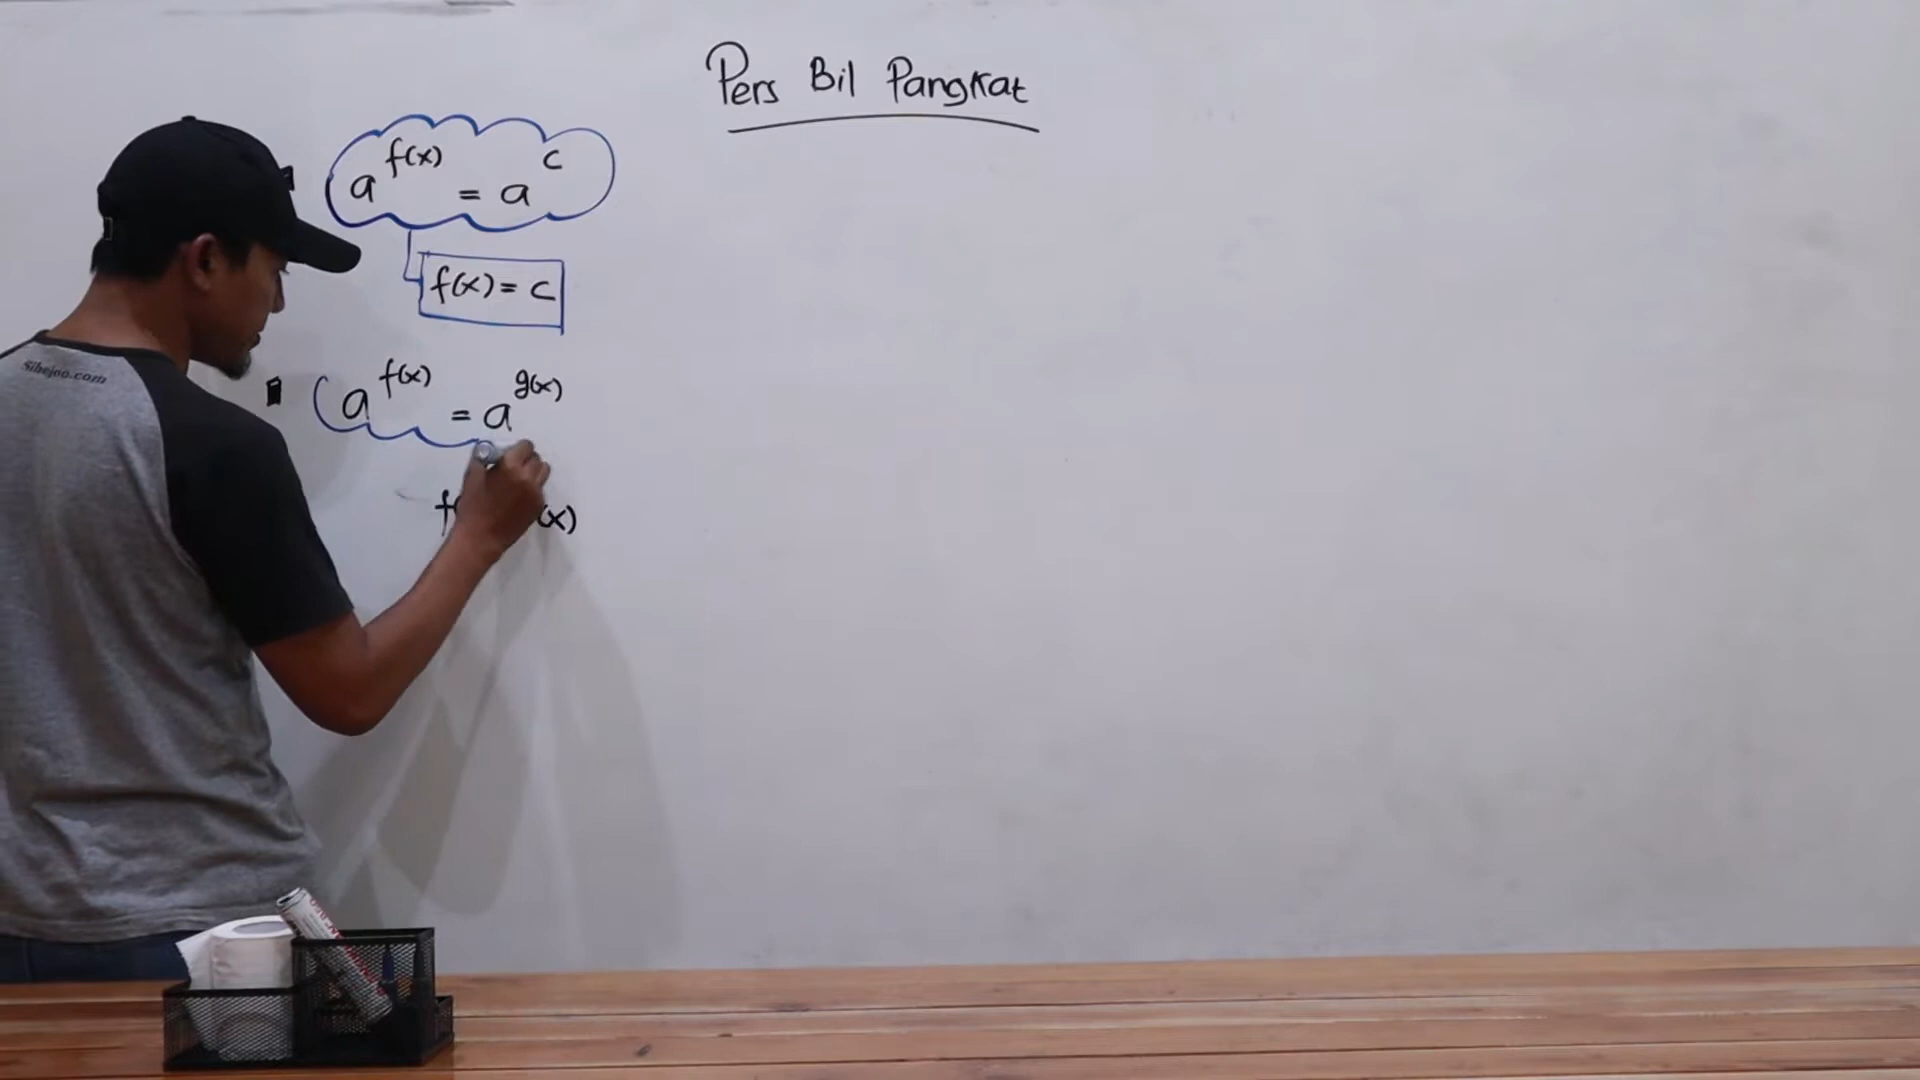 Pers Bil Pangkat
a^f(x) = a^c
f(x) = c
Sibejoo.com
a^f(x) = a^g(x)
f (x)